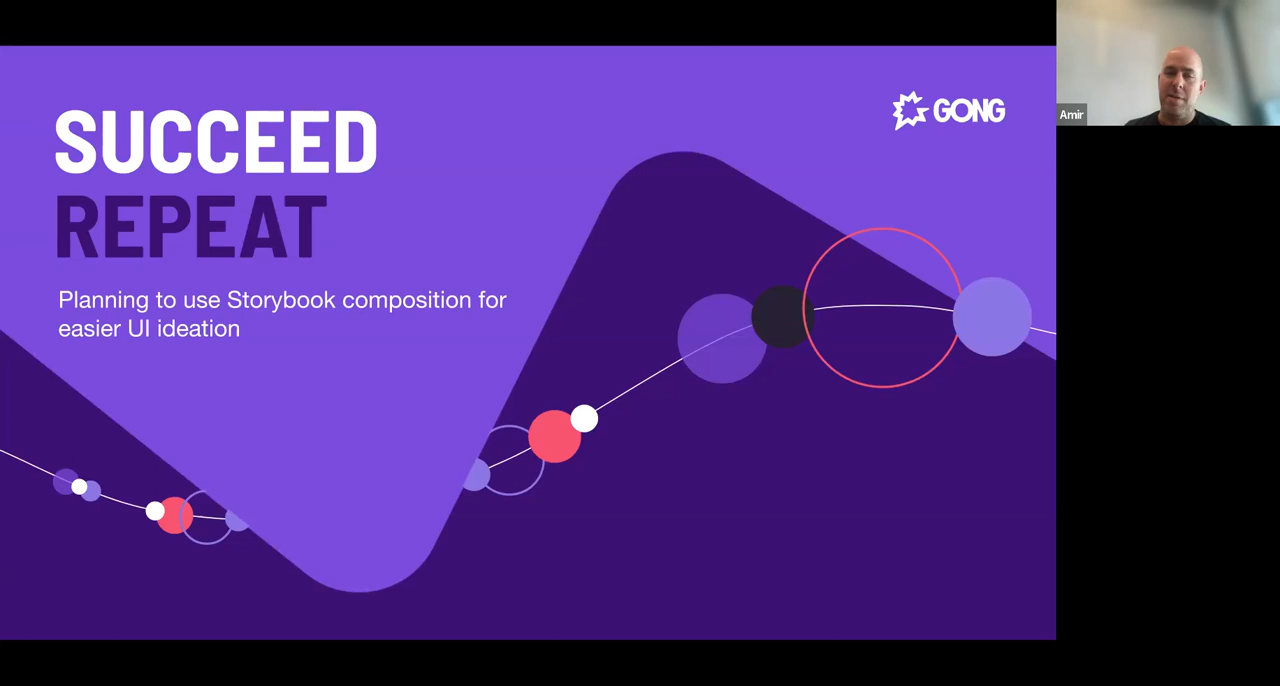 SUCCEED
REPEAT
Planning to use Storybook composition for
easier UI ideation
GONG
Amir